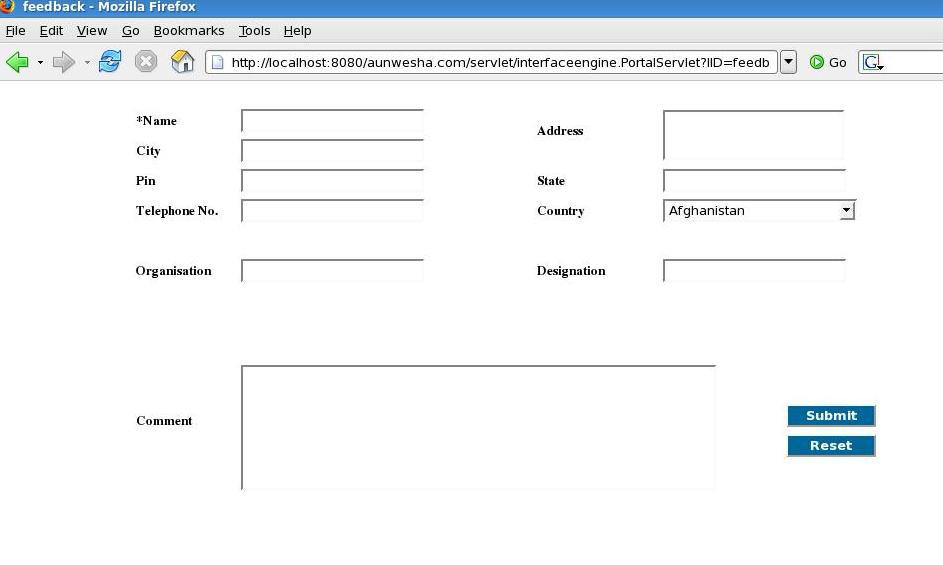 feedback - Mozilla Firefox
File Edit View Go Bookmarks Tools Help
http://localhost:8080/aunwesha.com/servlet/interfaceengine.PortalServlet?IID=feedb Go G
*Name
Address
City
Pin State
Telephone No. Country Afghanistan
Organisation Designation
Comment
Submit
Reset